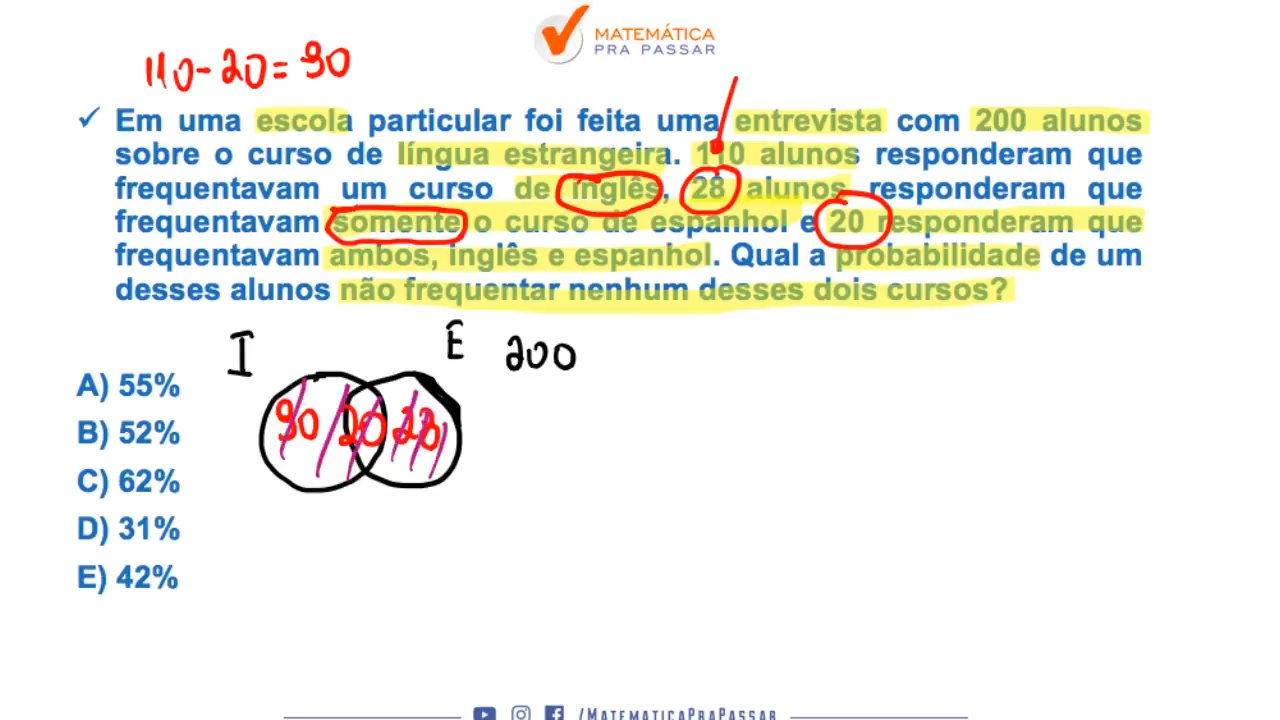 MATEMÁTICA
PRA PASSAR
110-20=90
Em uma escola particular foi feita uma entrevista com 200 alunos
sobre o curso de língua estrangeira. 110 alunos responderam que
frequentavam um curso de inglês, 28 alunos responderam que
frequentavam somente o curso de espanhol e 20 responderam que
frequentavam ambos, inglês e espanhol. Qual a probabilidade de um
desses alunos não frequentar nenhum desses dois cursos?
I E 200
A) 55%
90 20 28
B) 52%
C) 62%
D) 31%
E) 42%
/MATEMATICAPRAPASSAR